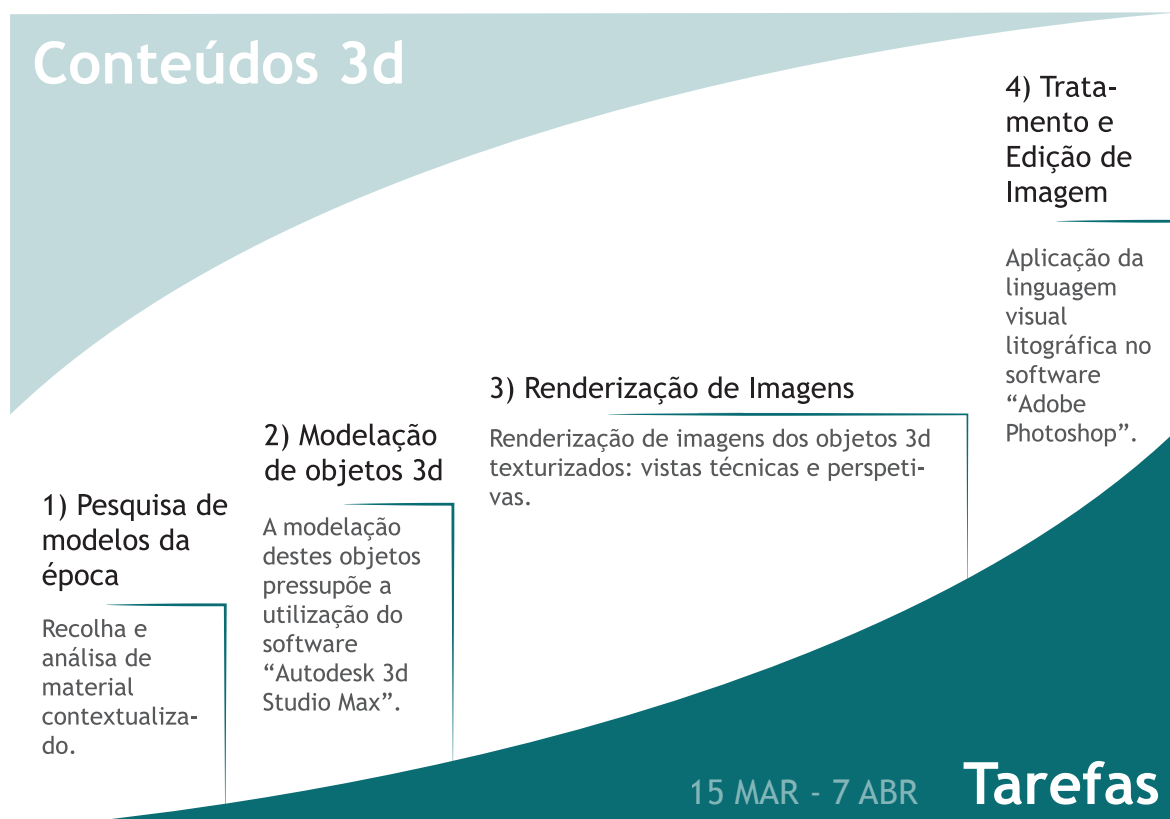 Conteúdos 3d
1) Pesquisa de
modelos da
época
Recolha e
análisa de
material
contextualiza-
do.
2) Modelação
de objetos 3d
A modelação
destes objetos
pressupõe a
utilização do
software
“Autodesk 3d
Studio Max”.
3) Renderização de Imagens
Renderização de imagens dos objetos 3d
texturizados: vistas técnicas e perspeti-
vas.
4) Trata-
mento e
Edição de
Imagem
Aplicação da
linguagem
visual
litográfica no
software
“Adobe
Photoshop”.
15 MAR - 7 ABR Tarefas